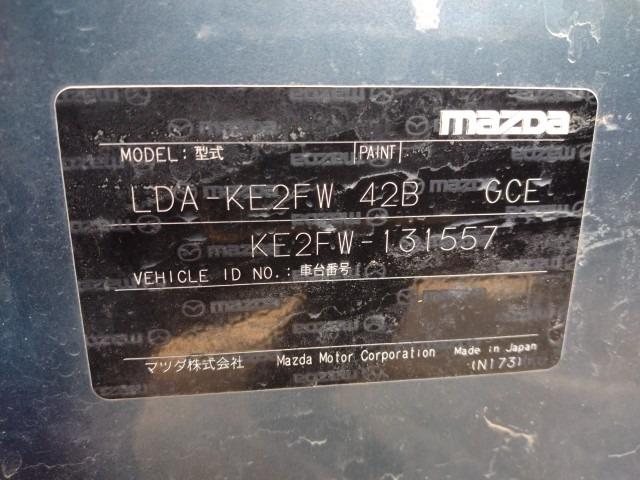 mazda
MODEL: 型式 PAINT
LDA-KE2FW 42B GCE
KE2FW-131557
VEHICLE ID NO.: 車台番号
マツダ株式会社 Mazda Motor Corporation Made in Japan
(N173)